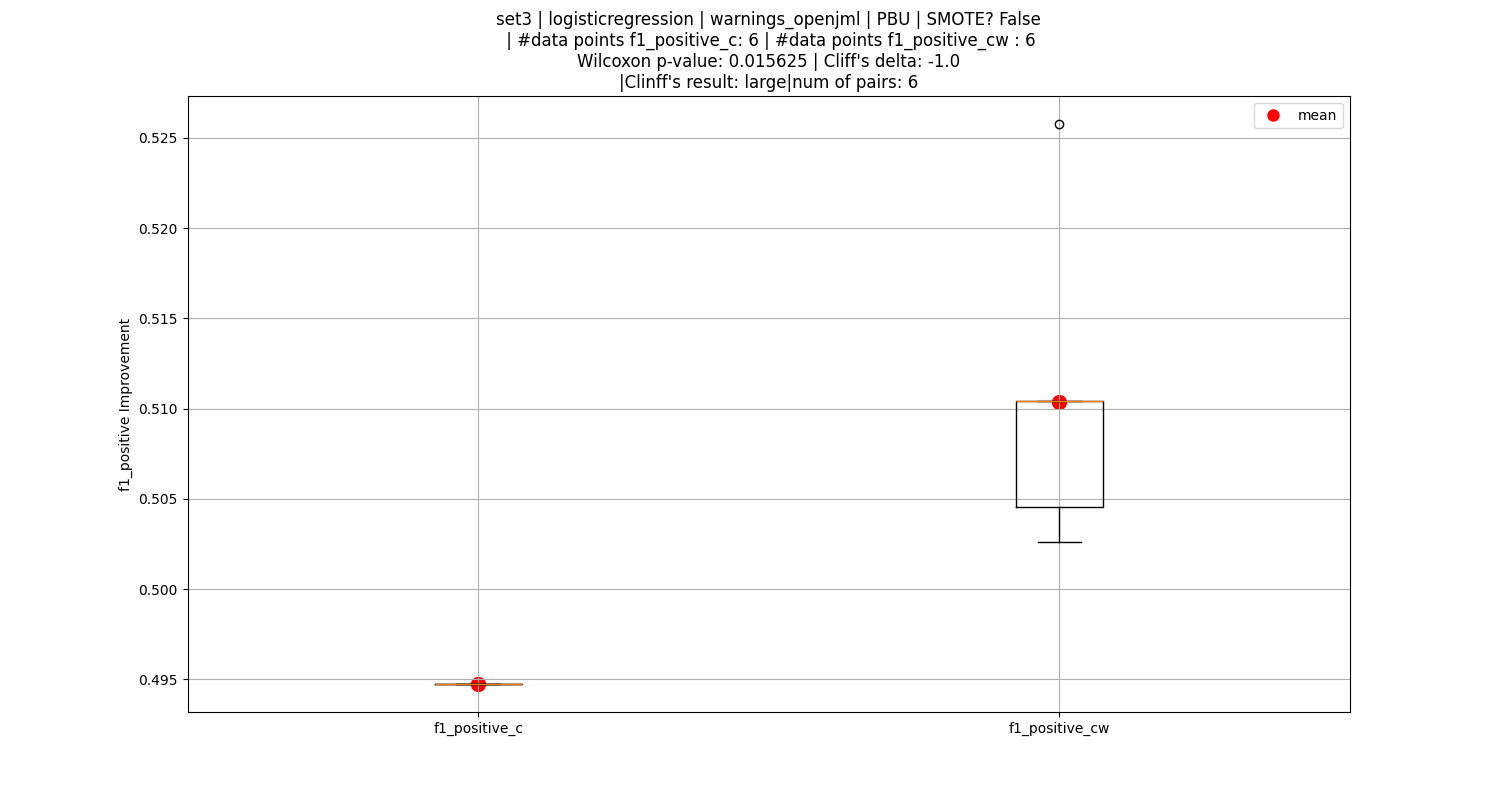 set3 | logisticregression | warnings_openjml | PBU | SMOTE? False
| #data points f1_positive_c: 6 | #data points f1_positive_cw : 6
Wilcoxon p-value: 0.015625 | Cliff's delta: -1.0
|Clinff's result: large|num of pairs: 6
mean
0.525
0.520
0.515
0.510
0.505
0.500
0.495
f1_positive Improvement
f1_positive_c
f1_positive_cw